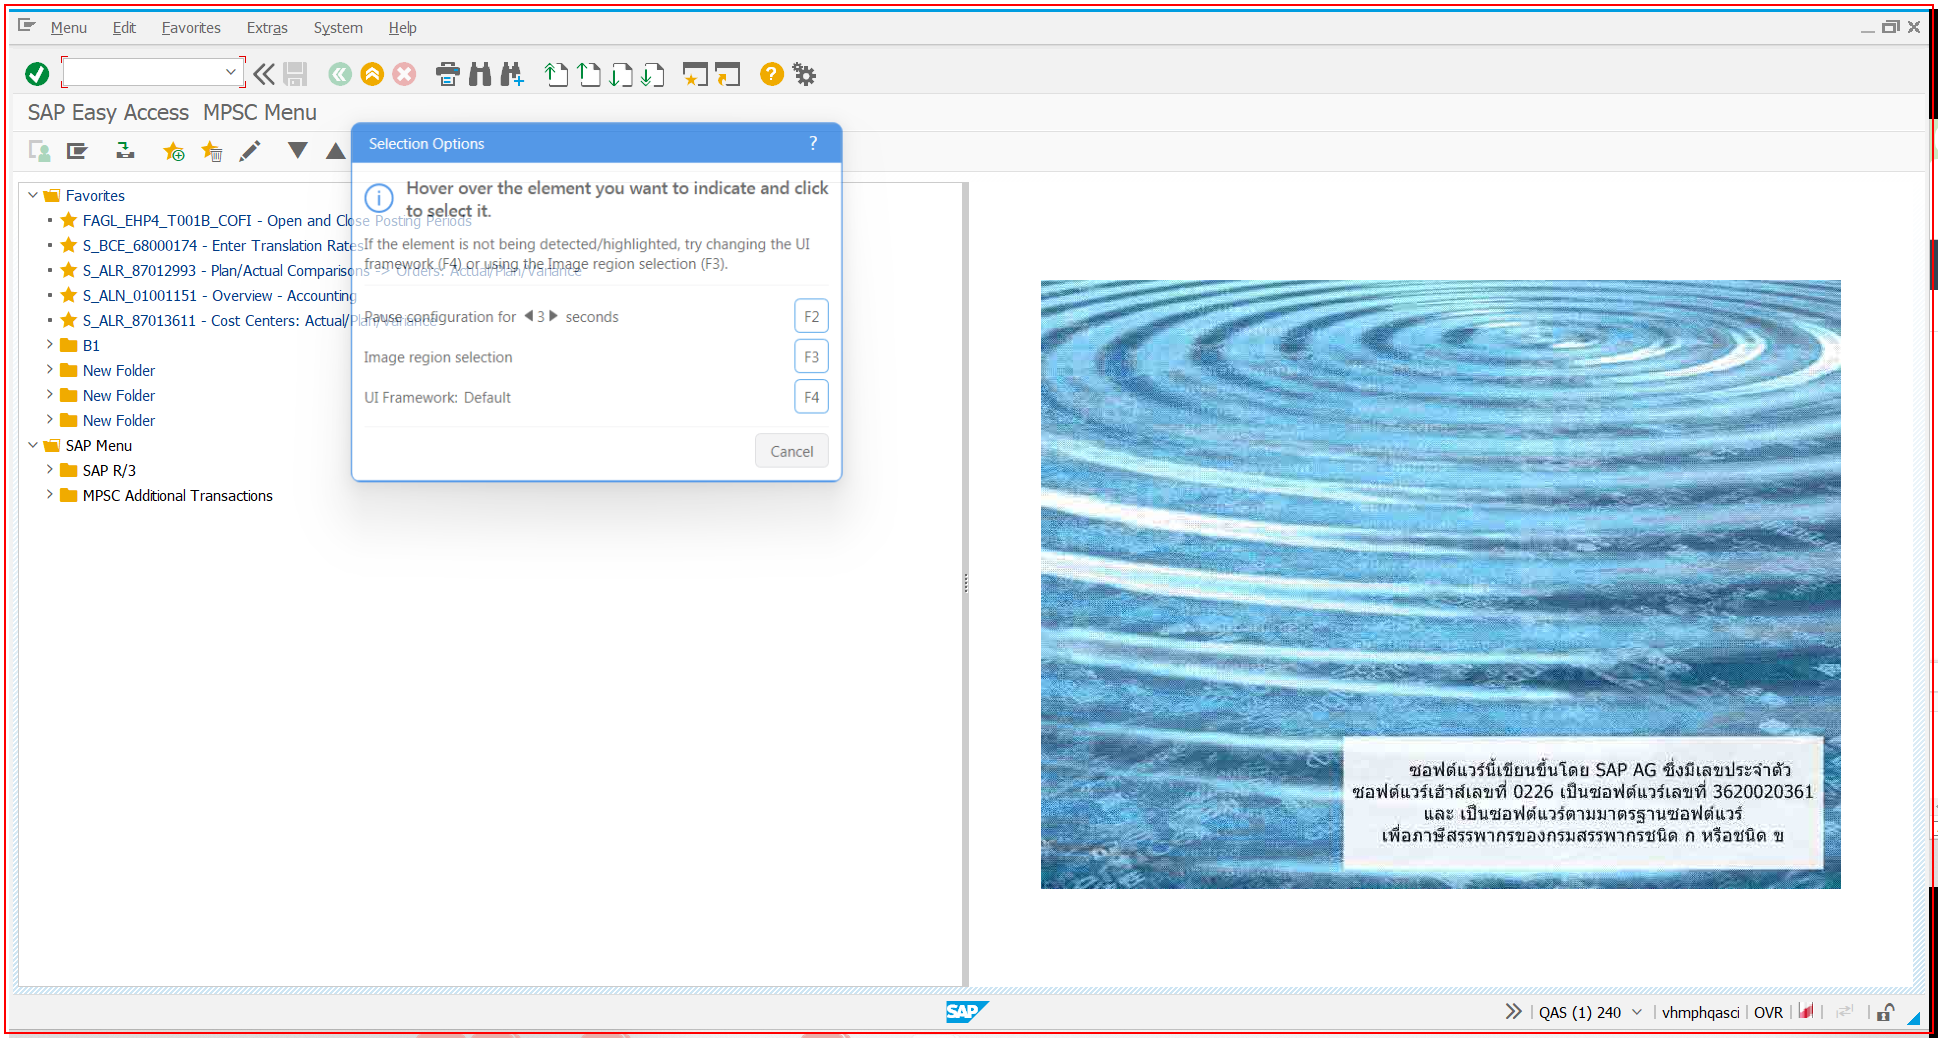 Menu Edit Favorites Extras System Help
SAP Easy Access MPSC Menu
Selection Options ?
Hover over the element you want to indicate and click
to select it.
If the element is not being detected/highlighted, try changing the UI
framework (F4) or using the Image region selection (F3).
Pause configuration for 3 seconds F2
Image region selection F3
UI Framework: Default F4
Cancel
Favorites
FAGL_EHP4_T001B_COFI - Open and Close Posting Periods
S_BCE_68000174 - Enter Translation Rates
S_ALR_87012993 - Plan/Actual Comparisons -> Orders: Actual/Plan/Variance
S_ALN_01001151 - Overview - Accounting
S_ALR_87013611 - Cost Centers: Actual/Plan/Variance
B1
New Folder
New Folder
New Folder
SAP Menu
SAP R/3
MPSC Additional Transactions
ซอฟต์แวร์นี้เขียนขึ้นโดย SAP AG ซึ่งมีเลขประจำตัว
ซอฟต์แวร์เฮ้าส์เลขที่ 0226 เป็นซอฟต์แวร์เลขที่ 3620020361
และ เป็นซอฟต์แวร์ตามมาตรฐานซอฟต์แวร์
เพื่อภาษีสรรพากรของกรมสรรพากรชนิด ก หรือชนิด ข
SAP
QAS (1) 240 vhmphqasci OVR